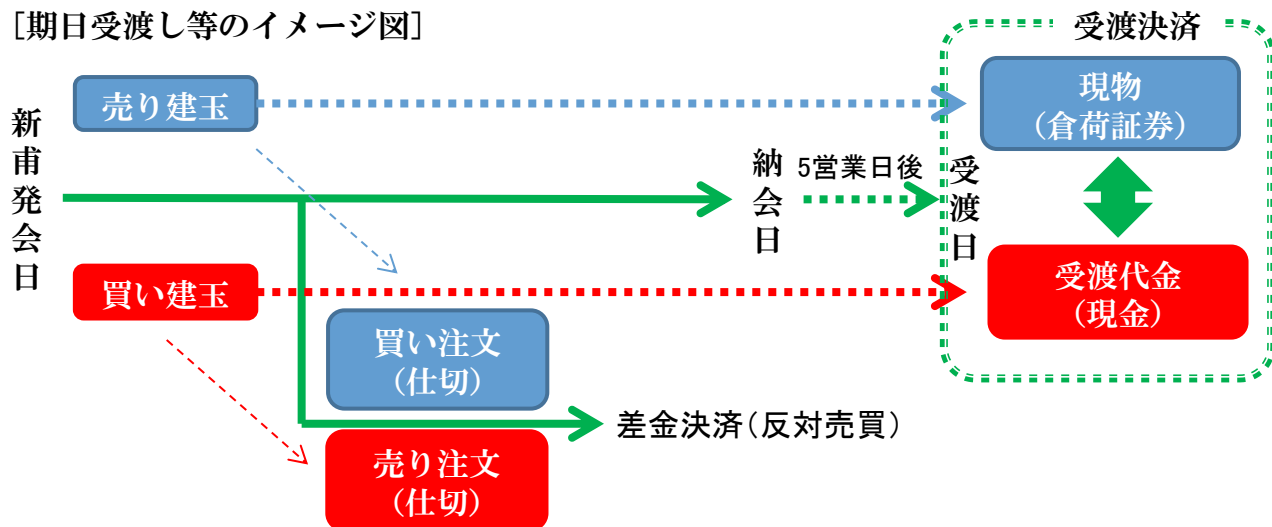 [期日受渡し等のイメージ図]
受渡決済
売り建玉
現物
（倉荷証券）
新甫発会日
納会日
5営業日後
受渡日
買い建玉
受渡代金
（現金）
買い注文
（仕切）
差金決済（反対売買）
売り注文
（仕切）